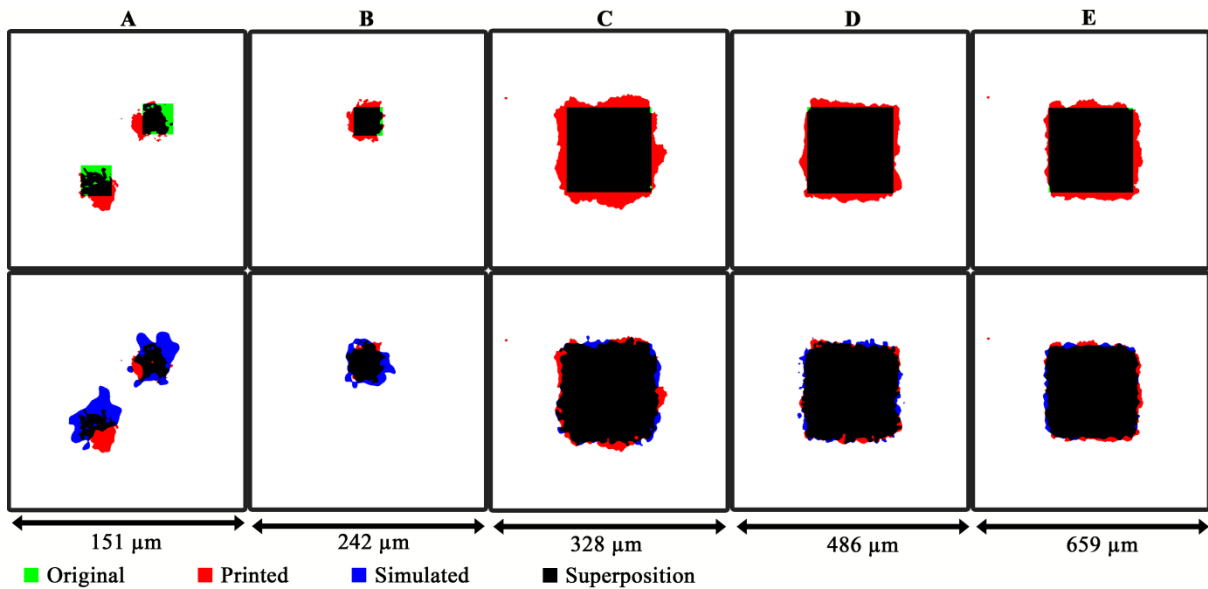 A B C D E
151 µm 242 µm 328 µm 486 µm 659 µm
Original Printed Simulated Superposition